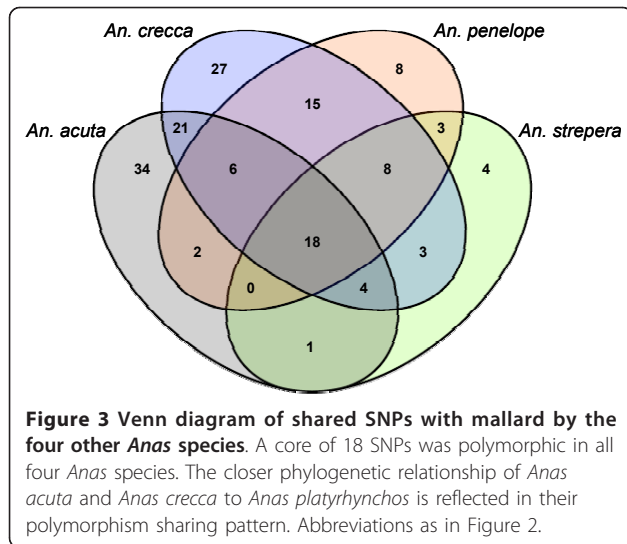 An. crecca
An. penelope
27
8
15
An. acuta
21
3
An. strepera
34
6
8
4
18
2
3
0
4
1
Figure 3 Venn diagram of shared SNPs with mallard by the
four other Anas species. A core of 18 SNPs was polymorphic in all
four Anas species. The closer phylogenetic relationship of Anas
acuta and Anas crecca to Anas platyrhynchos is reflected in their
polymorphism sharing pattern. Abbreviations as in Figure 2.